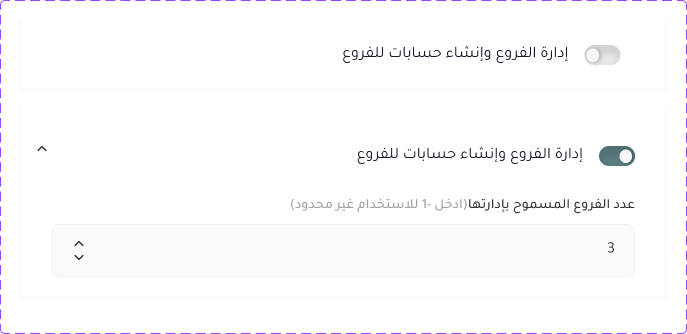 إدارة الفروع وإنشاء حسابات للفروع
إدارة الفروع وإنشاء حسابات للفروع
عدد الفروع المسموح بإدارتها(ادخل -1 للاستخدام غير محدود)
3